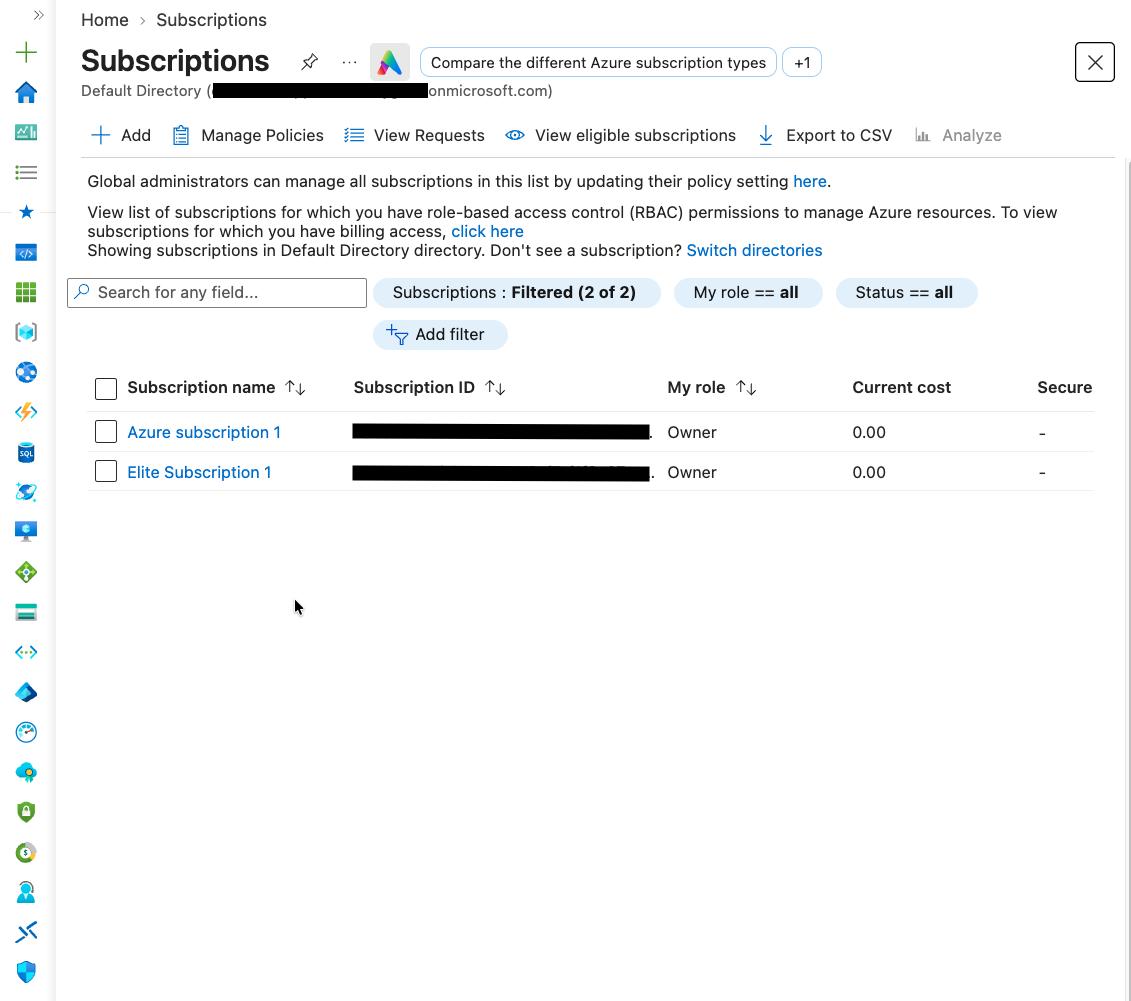 Home > Subscriptions
Subscriptions ... Compare the different Azure subscription types +1
Default Directory ( onmicrosoft.com)
Add Manage Policies View Requests View eligible subscriptions Export to CSV Analyze
Global administrators can manage all subscriptions in this list by updating their policy setting here.
View list of subscriptions for which you have role-based access control (RBAC) permissions to manage Azure resources. To view
subscriptions for which you have billing access, click here
Showing subscriptions in Default Directory directory. Don't see a subscription? Switch directories
Search for any field... Subscriptions : Filtered (2 of 2) My role == all Status == all
Add filter
Subscription name Subscription ID My role Current cost Secure
Azure subscription 1 Owner 0.00 -
Elite Subscription 1 Owner 0.00 -
SQL